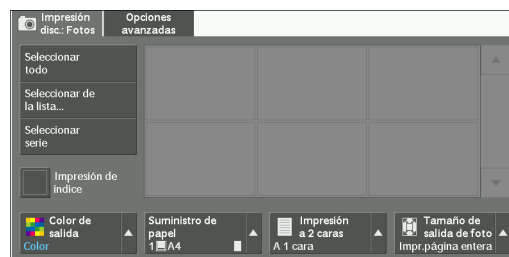 Impresión
disc.: Fotos
Opciones
avanzadas
Seleccionar
todo
Seleccionar de
la lista...
Seleccionar
serie
Impresión de
índice
Color de
salida
Color
Suministro de
papel
1 A4
Impresión
a 2 caras
A 1 cara
Tamaño de
salida de foto
Impr.página entera